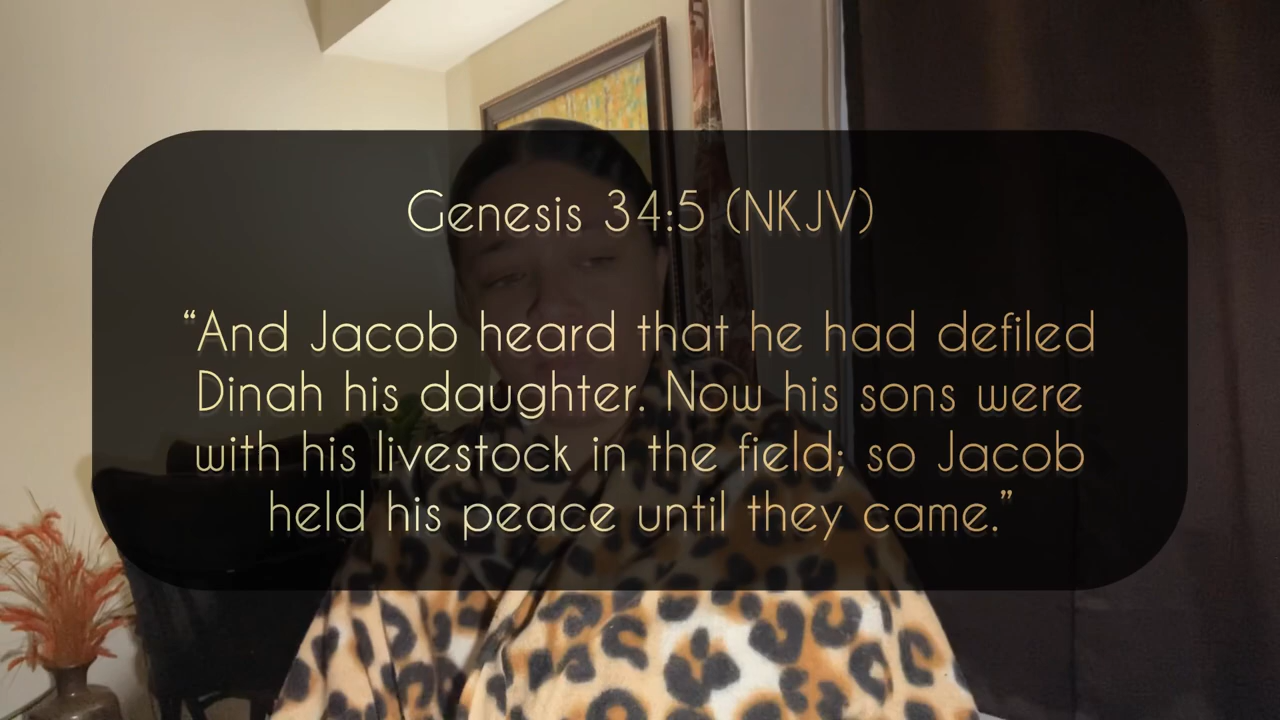 Genesis 34:5 (NKJV)
“And Jacob heard that he had defiled
Dinah his daughter. Now his sons were
with his livestock in the field; so Jacob
held his peace until they came.”